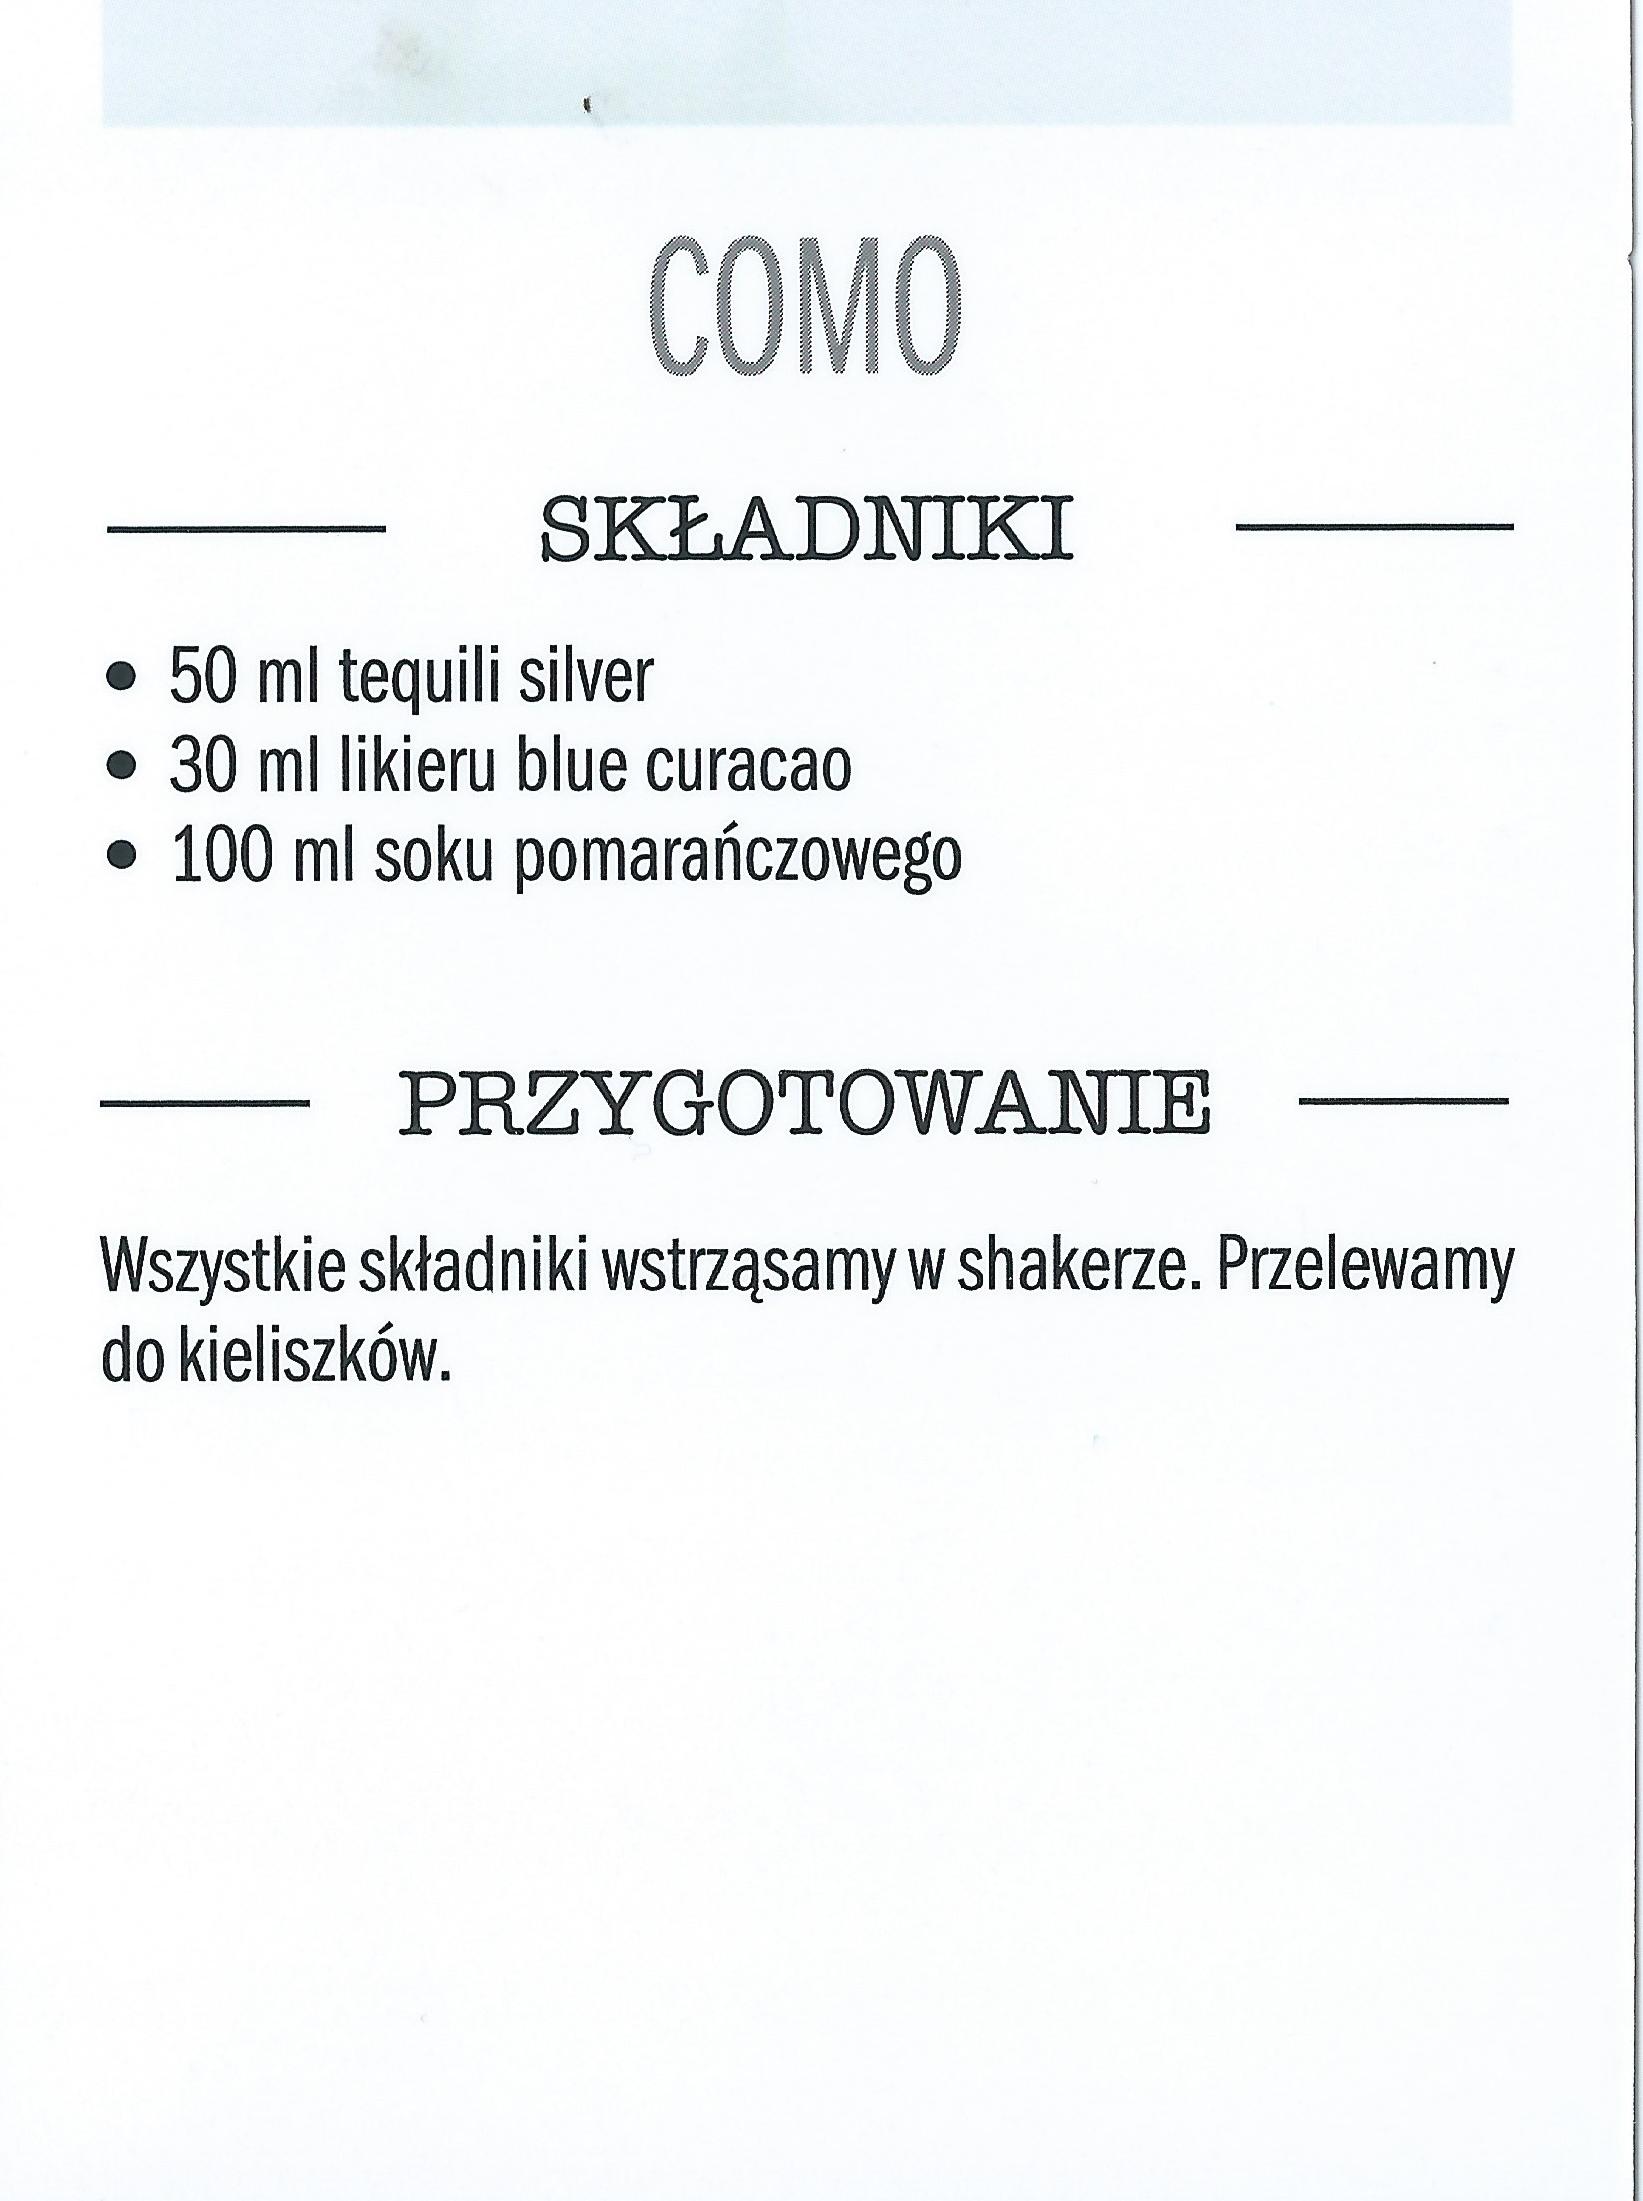 COMO
SKŁADNIKI
• 50 ml tequili silver
• 30 ml likieru blue curacao
• 100 ml soku pomarańczowego
PRZYGOTOWANIE
Wszystkie składniki wstrząsamy w shakerze. Przelewamy
do kieliszków.